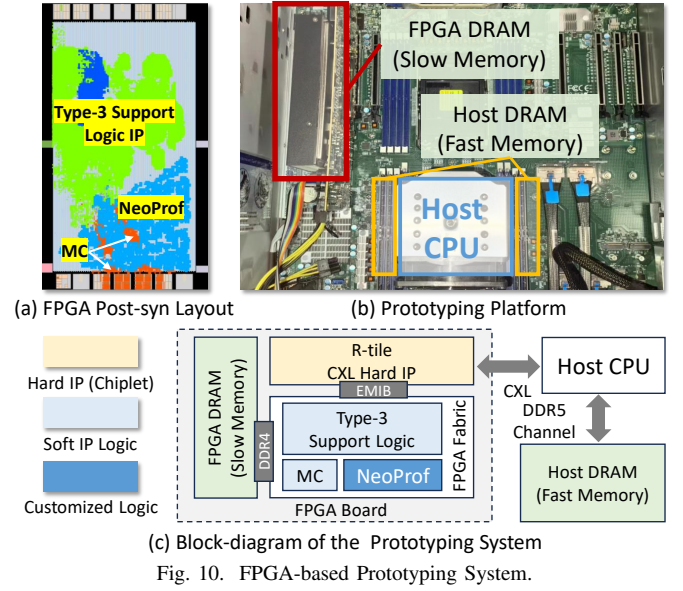 Type-3 Support
Logic IP
NeoProf
MC
FPGA DRAM
(Slow Memory)
Host DRAM
(Fast Memory)
Host
CPU
(a) FPGA Post-syn Layout
(b) Prototyping Platform
Hard IP (Chiplet)
Soft IP Logic
Customized Logic
FPGA DRAM
(Slow Memory)
DDR4
R-tile
CXL Hard IP
EMIB
Type-3
Support Logic
MC
NeoProf
FPGA Fabric
FPGA Board
Host CPU
CXL
DDR5
Channel
Host DRAM
(Fast Memory)
(c) Block-diagram of the Prototyping System
Fig. 10. FPGA-based Prototyping System.